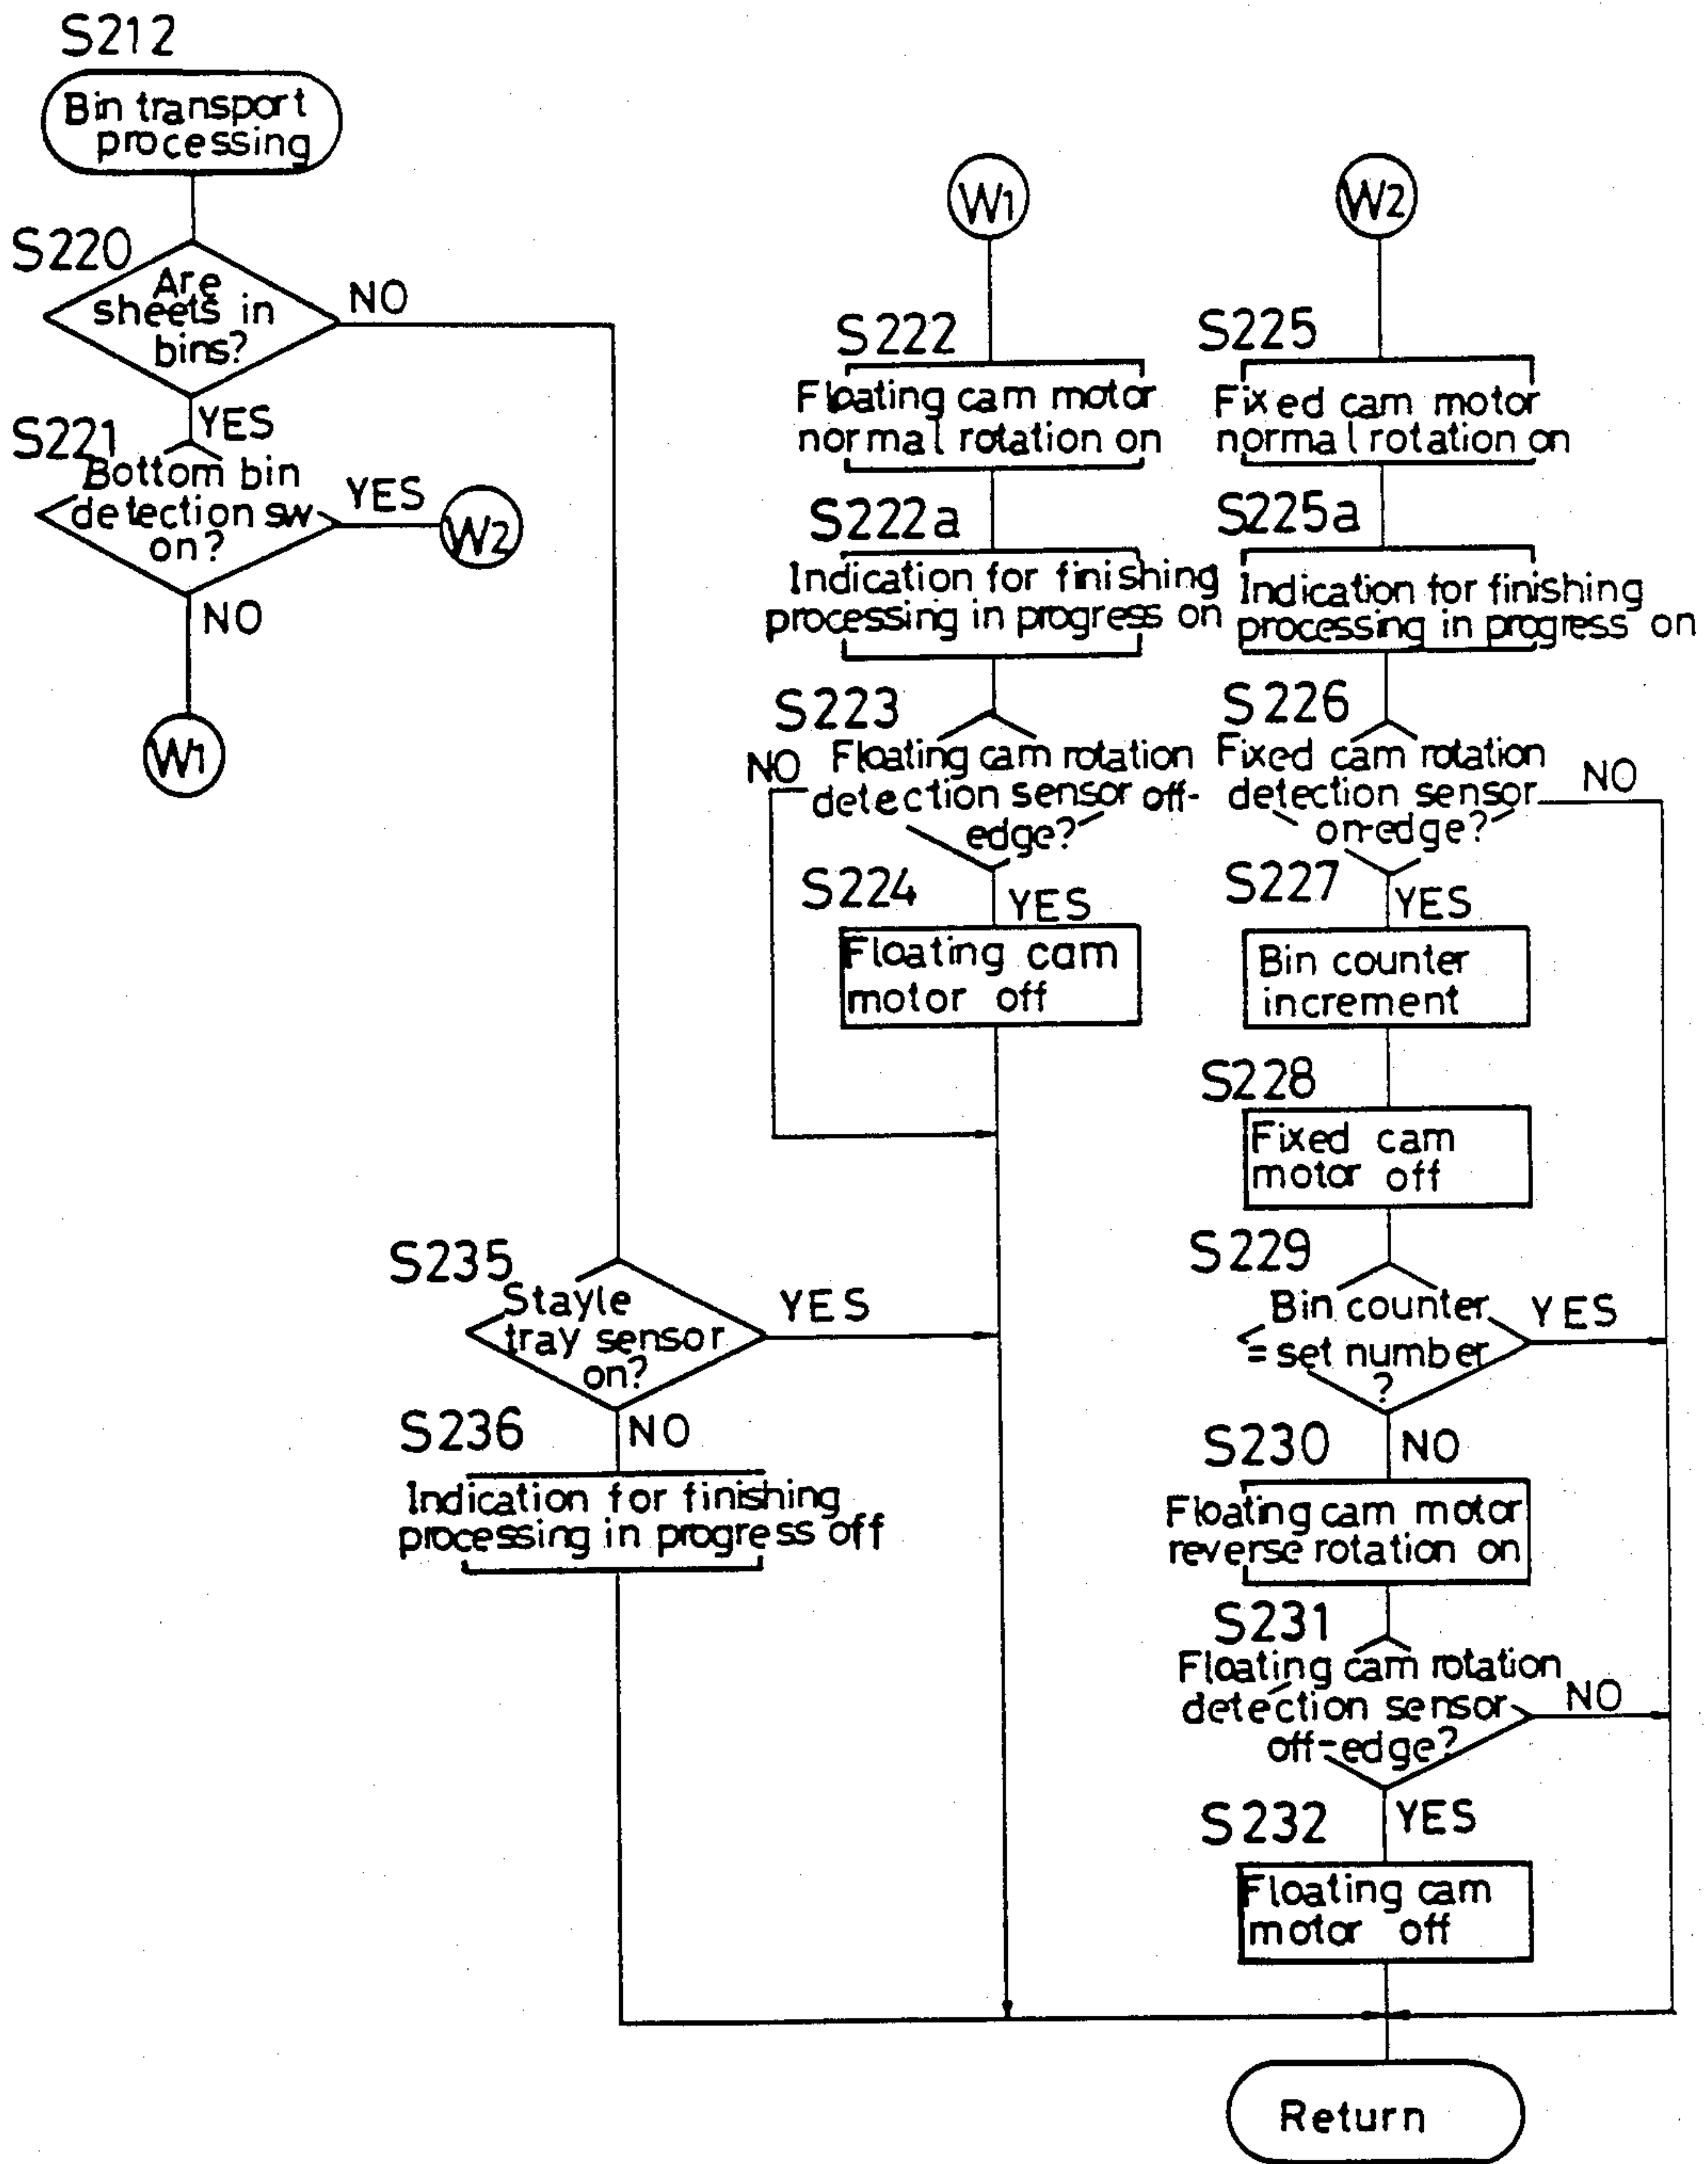 S212
Bin transport
processing
S220
Are
sheets in
bins?
NO
YES
S221
Bottom bin
detection sw
on?
YES
W2
NO
W1
S235
Stayle
tray sensor
on?
YES
NO
S236
Indication for finishing
processing in progress off
W1
S222
Floating cam motor
normal rotation on
S222a
Indication for finishing
processing in progress on
S223
NO
Floating cam rotation
detection sensor off-
edge?
S224
YES
Floating cam
motor off
W2
S225
Fixed cam motor
normal rotation on
S225a
Indication for finishing
processing in progress on
S226
Fixed cam rotation
detection sensor
on-edge?
NO
S227
YES
Bin counter
increment
S228
Fixed cam
motor off
S229
Bin counter
=set number
?
YES
S230
NO
Floating cam motor
reverse rotation on
S231
Floating cam rotation
detection sensor
off-edge?
NO
S232
YES
Floating cam
motor off
Return